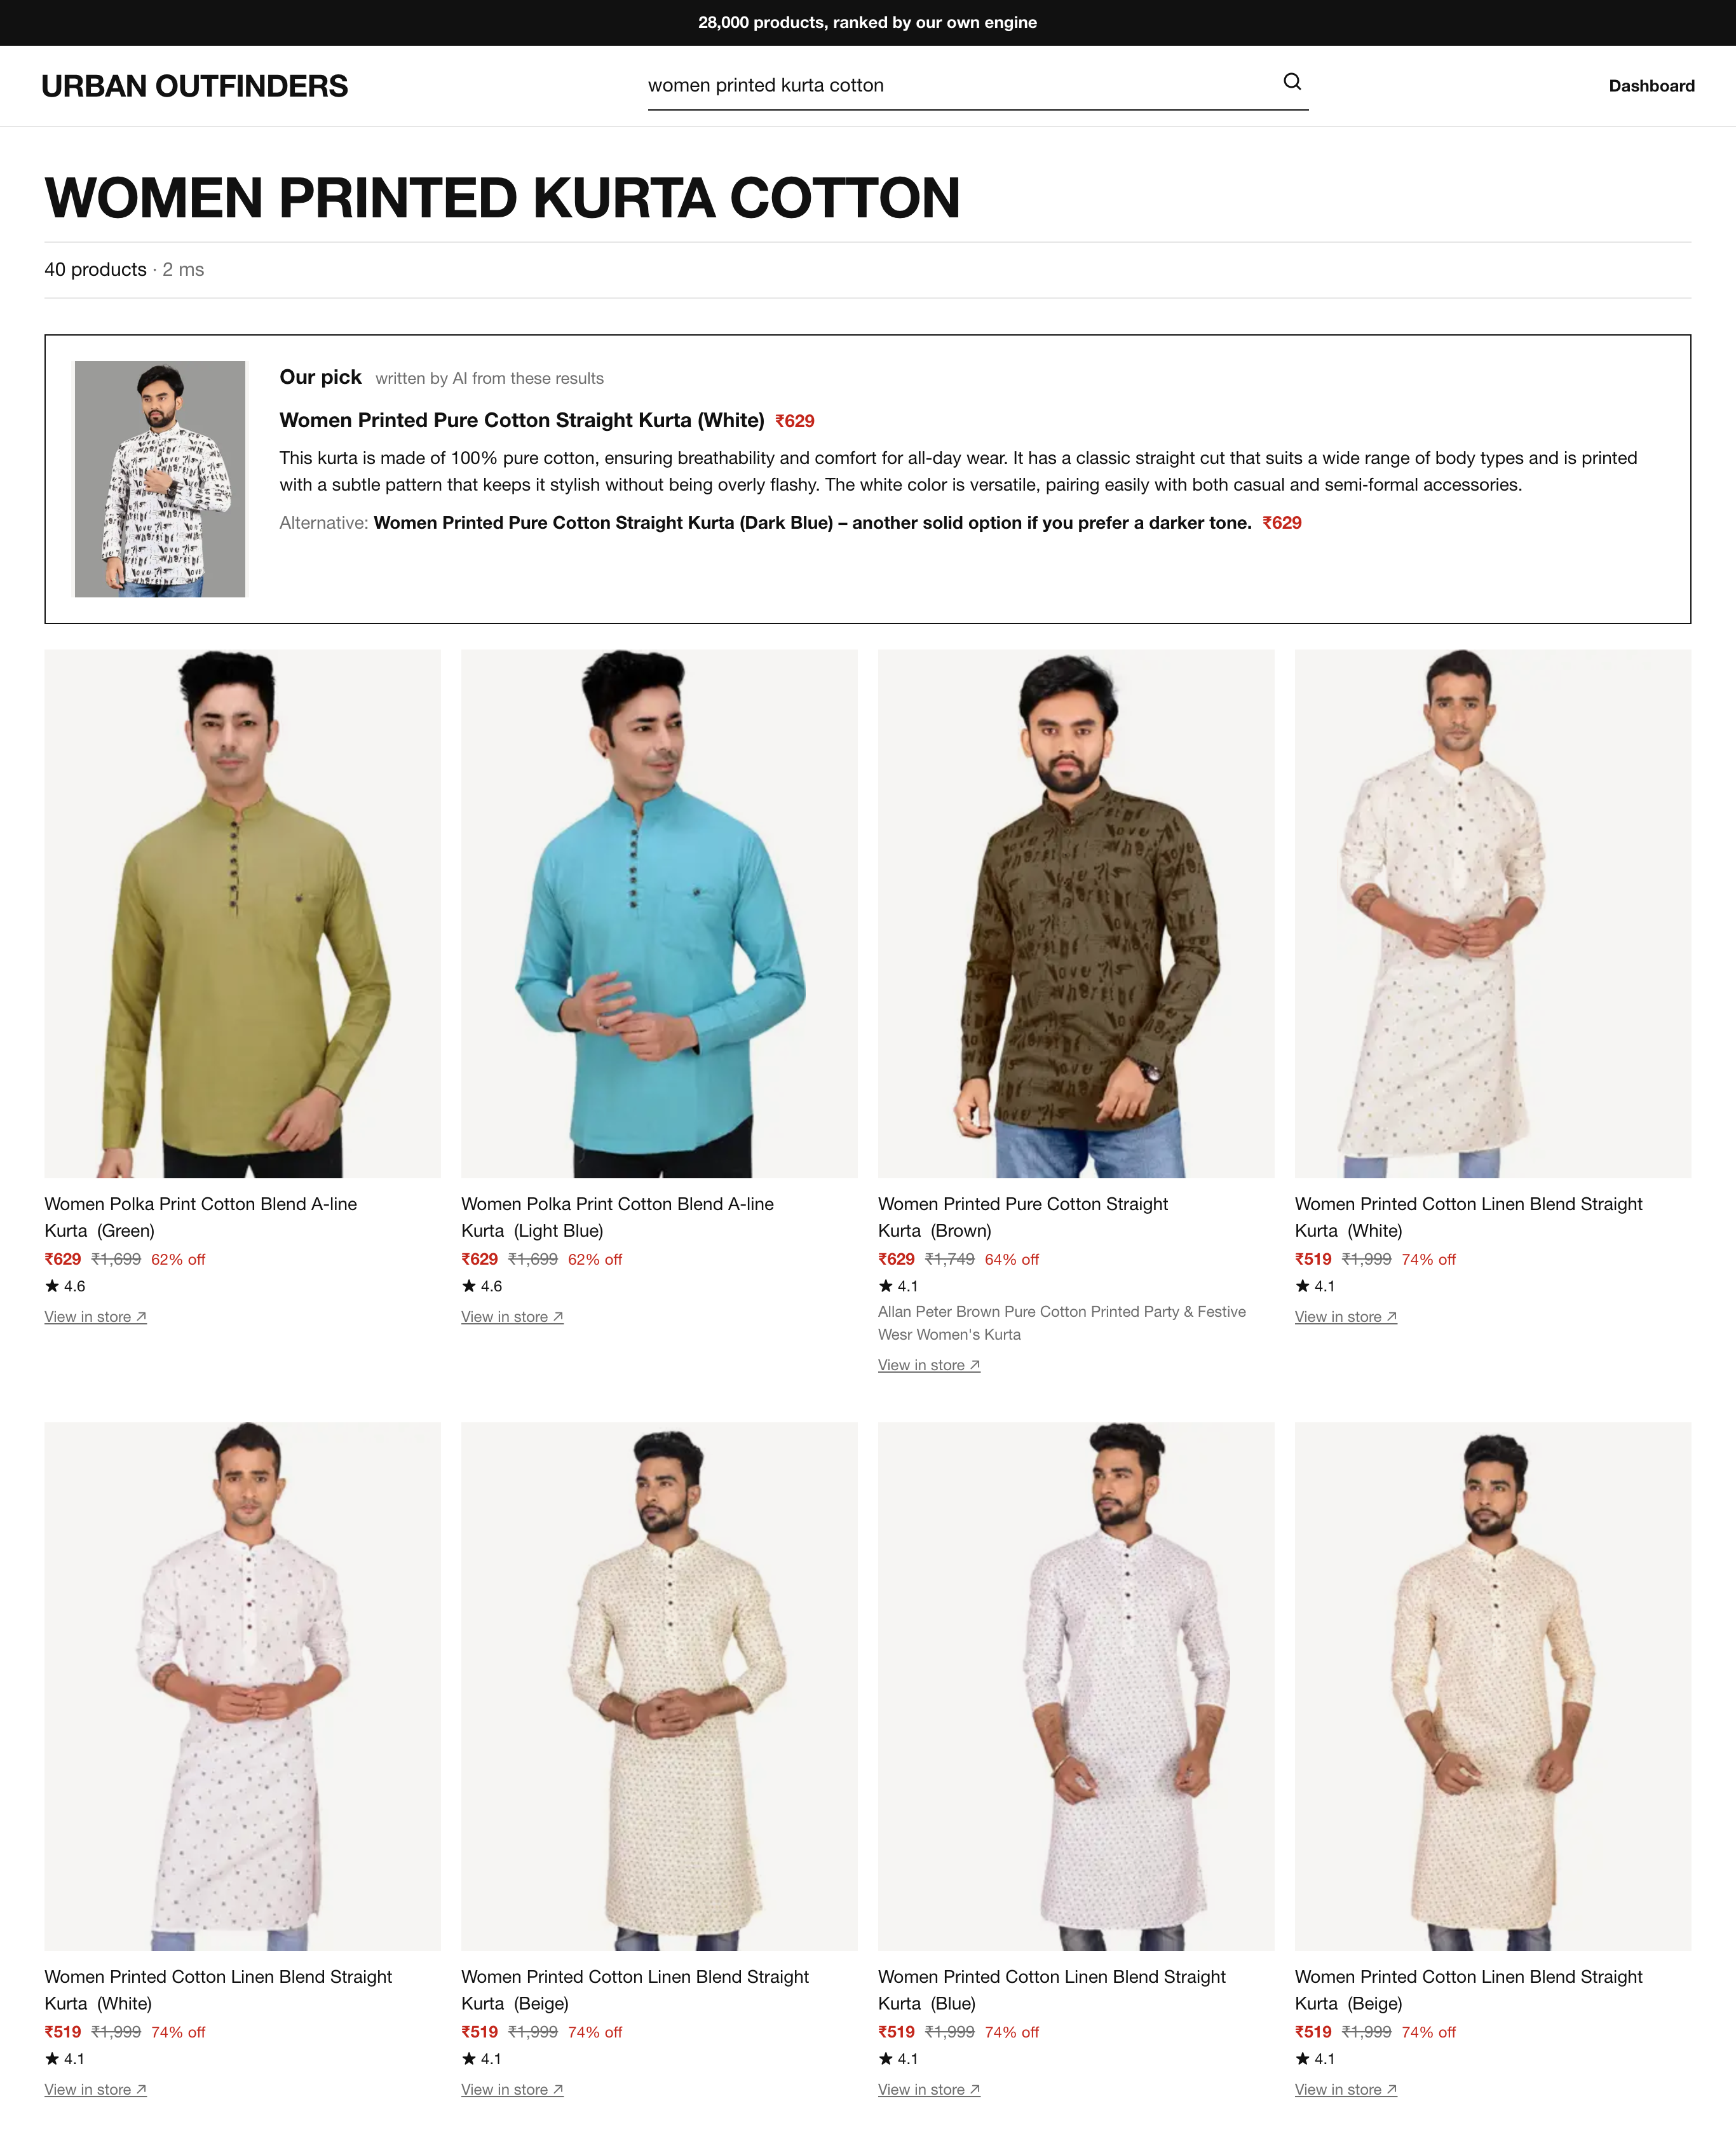 28,000 products, ranked by our own engine
URBAN OUTFINDERS
women printed kurta cotton
Dashboard
WOMEN PRINTED KURTA COTTON
40 products · 2 ms
Our pick written by AI from these results
Women Printed Pure Cotton Straight Kurta (White) ₹629
This kurta is made of 100% pure cotton, ensuring breathability and comfort for all-day wear. It has a classic straight cut that suits a wide range of body types and is printed
with a subtle pattern that keeps it stylish without being overly flashy. The white color is versatile, pairing easily with both casual and semi-formal accessories.
Alternative: Women Printed Pure Cotton Straight Kurta (Dark Blue) – another solid option if you prefer a darker tone. ₹629
Women Polka Print Cotton Blend A-line
Kurta (Green)
₹629 ₹1,699 62% off
★ 4.6
View in store ↗
Women Polka Print Cotton Blend A-line
Kurta (Light Blue)
₹629 ₹1,699 62% off
★ 4.6
View in store ↗
Women Printed Pure Cotton Straight
Kurta (Brown)
₹629 ₹1,749 64% off
★ 4.1
Allan Peter Brown Pure Cotton Printed Party & Festive
Wesr Women's Kurta
View in store ↗
Women Printed Cotton Linen Blend Straight
Kurta (White)
₹519 ₹1,999 74% off
★ 4.1
View in store ↗
Women Printed Cotton Linen Blend Straight
Kurta (White)
₹519 ₹1,999 74% off
★ 4.1
View in store ↗
Women Printed Cotton Linen Blend Straight
Kurta (Beige)
₹519 ₹1,999 74% off
★ 4.1
View in store ↗
Women Printed Cotton Linen Blend Straight
Kurta (Blue)
₹519 ₹1,999 74% off
★ 4.1
View in store ↗
Women Printed Cotton Linen Blend Straight
Kurta (Beige)
₹519 ₹1,999 74% off
★ 4.1
View in store ↗